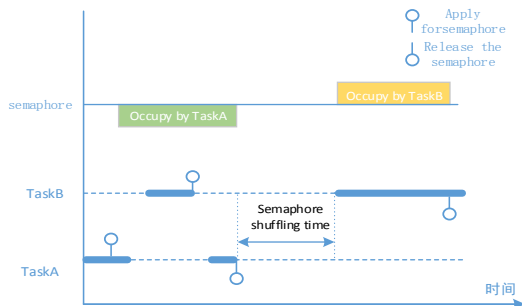 Apply
forsemaphore
Release the
semaphore
Occupy by TaskB
semaphore
Occupy by TaskA
TaskB
Semaphore
shuffling time
TaskA
时间